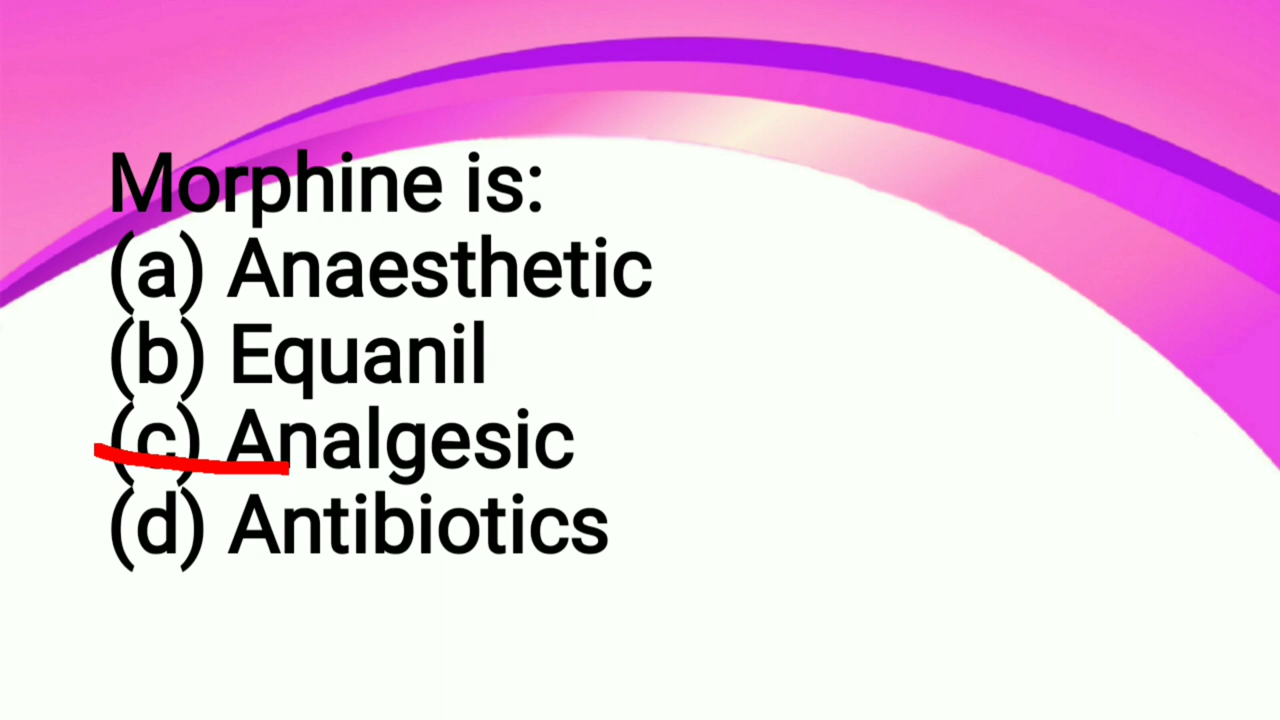 Morphine is:
(a) Anaesthetic
(b) Equanil
(c) Analgesic
(d) Antibiotics